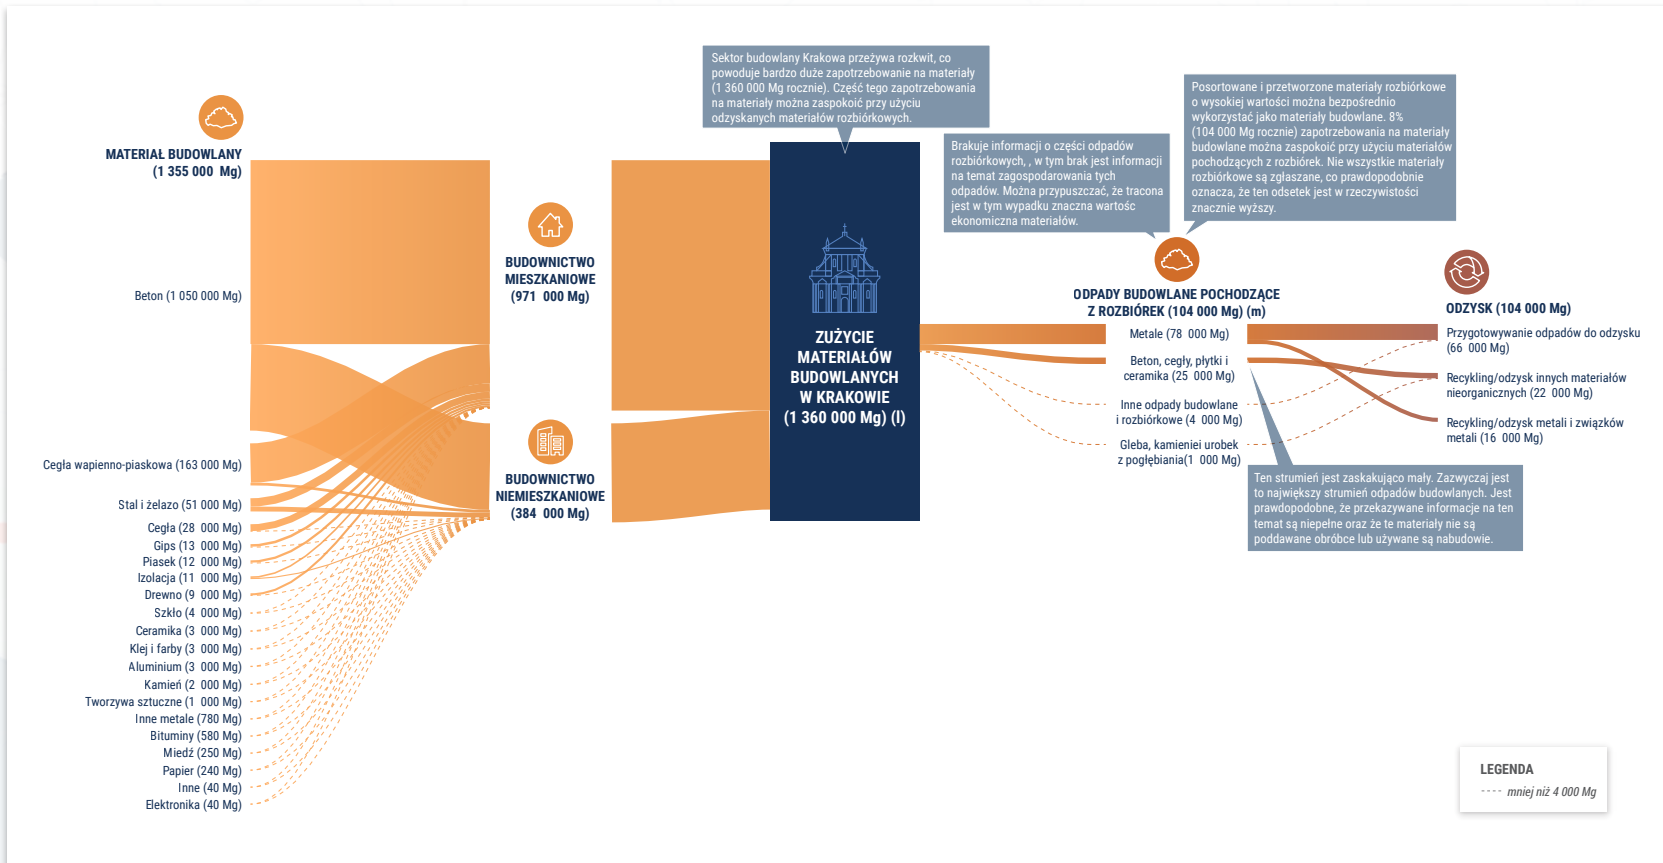 Sektor budowlany Krakowa przeżywa rozkwit, co
powoduje bardzo duże zapotrzebowanie na materiały
(1 360 000 Mg rocznie). Część tego zapotrzebowania
na materiały można zaspokoić przy użyciu
odzyskanych materiałów rozbiórkowych.
Brakuje informacji o części odpadów
rozbiórkowych, , w tym brak jest informacji
na temat zagospodarowania tych
odpadów. Można przypuszczać, że tracona
jest w tym wypadku znaczna wartośc
ekonomiczna materiałów.
Posortowane i przetworzone materiały rozbiórkowe
o wysokiej wartości można bezpośrednio
wykorzystać jako materiały budowlane. 8%
(104 000 Mg rocznie) zapotrzebowania na materiały
budowlane można zaspokoić przy użyciu materiałów
pochodzących z rozbiórek. Nie wszystkie materiały
rozbiórkowe są zgłaszane, co prawdopodobnie
oznacza, że ten odsetek jest w rzeczywistości
znacznie wyższy.
MATERIAŁ BUDOWLANY
(1 355 000 Mg)
Beton (1 050 000 Mg)
Cegła wapienno-piaskowa (163 000 Mg)
Stal i żelazo (51 000 Mg)
Cegła (28 000 Mg)
Gips (13 000 Mg)
Piasek (12 000 Mg)
Izolacja (11 000 Mg)
Drewno (9 000 Mg)
Szkło (4 000 Mg)
Ceramika (3 000 Mg)
Klej i farby (3 000 Mg)
Aluminium (3 000 Mg)
Kamień (2 000 Mg)
Tworzywa sztuczne (1 000 Mg)
Inne metale (780 Mg)
Bituminy (580 Mg)
Miedź (250 Mg)
Papier (240 Mg)
Inne (40 Mg)
Elektronika (40 Mg)
BUDOWNICTWO
MIESZKANIOWE
(971 000 Mg)
BUDOWNICTWO
NIEMIESZKANIOWE
(384 000 Mg)
ZUŻYCIE
MATERIAŁÓW
BUDOWLANYCH
W KRAKOWIE
(1 360 000 Mg) (l)
ODPADY BUDOWLANE POCHODZĄCE
Z ROZBIÓREK (104 000 Mg) (m)
Metale (78 000 Mg)
Beton, cegły, płytki i
ceramika (25 000 Mg)
Inne odpady budowlane
i rozbiórkowe (4 000 Mg)
Gleba, kamieniei urobek
z pogłębiania(1 000 Mg)
ODZYSK (104 000 Mg)
Przygotowywanie odpadów do odzysku
(66 000 Mg)
Recykling/odzysk innych materiałów
nieorganicznych (22 000 Mg)
Recykling/odzysk metali i związków
metali (16 000 Mg)
Ten strumień jest zaskakująco mały. Zazwyczaj jest
to największy strumień odpadów budowlanych. Jest
prawdopodobne, że przekazywane informacje na ten
temat są niepełne oraz że te materiały nie są
poddawane obróbce lub używane są nabudowie.
LEGENDA
---- mniej niż 4 000 Mg